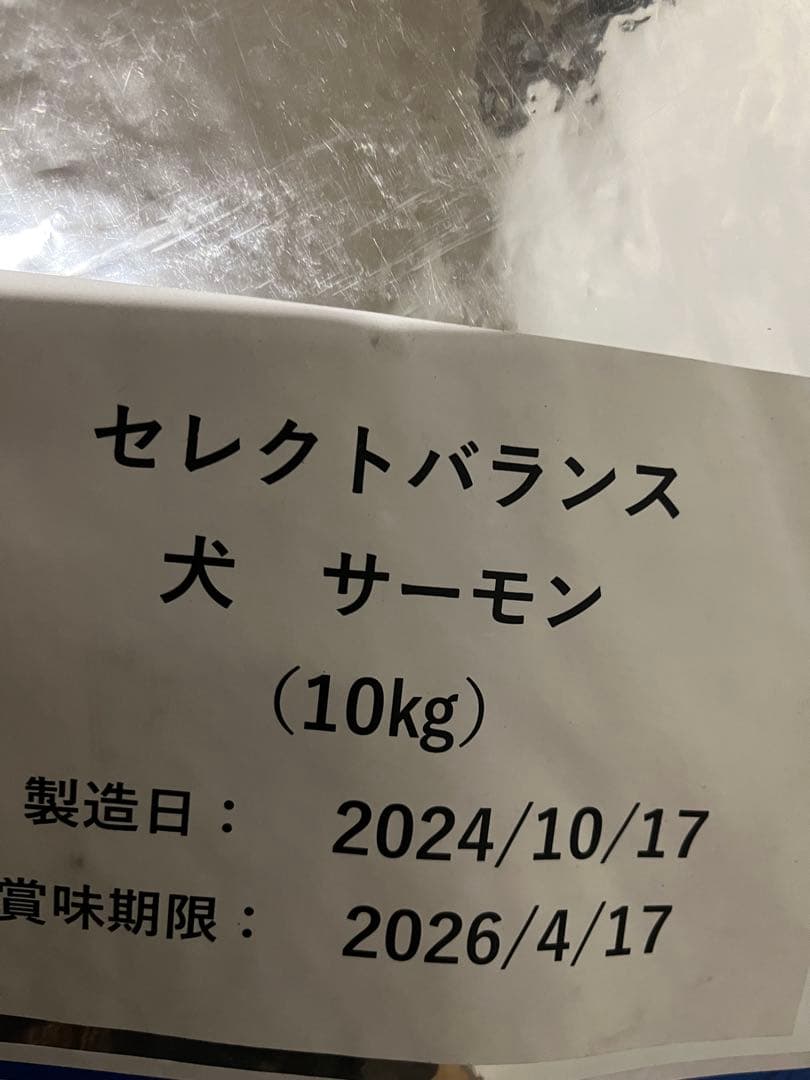 セレクトバランス
犬　サーモン
（10kg）
製造日：　2024/10/17
賞味期限：　2026/4/17